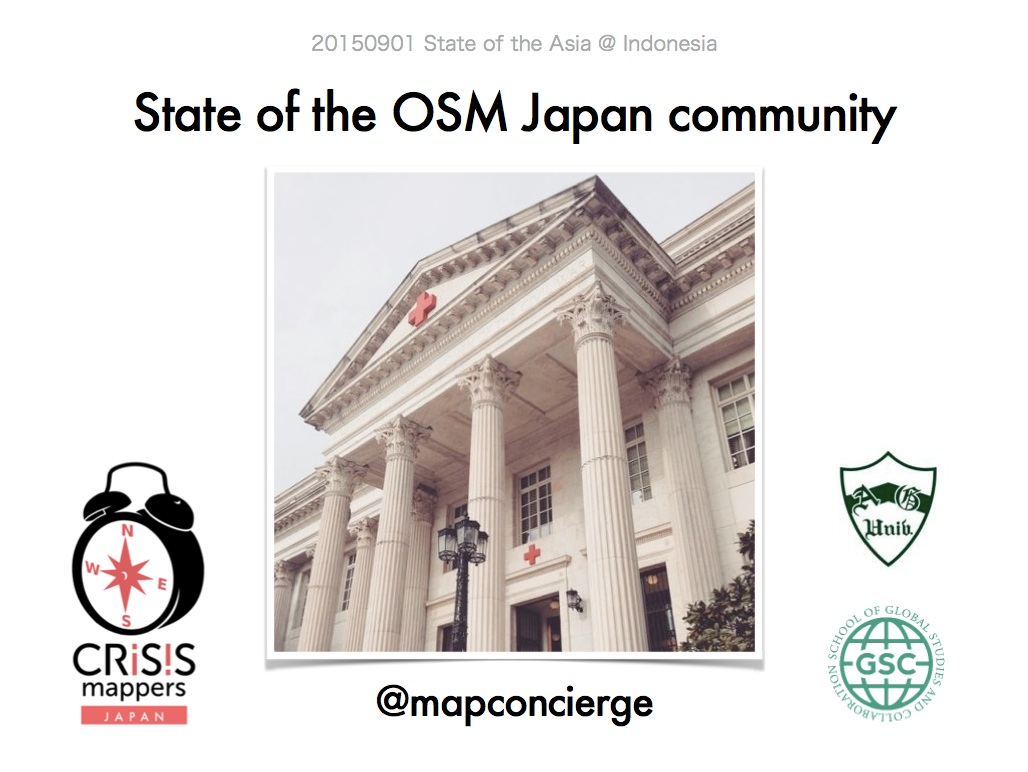 20150901 State of the Asia @ Indonesia
State of the OSM Japan community
N
W E
S
CRiS!S
mappers
JAPAN
A G
Univ.
SCHOOL OF GLOBAL STUDIES AND COLLABORATION
GSC
@mapconcierge